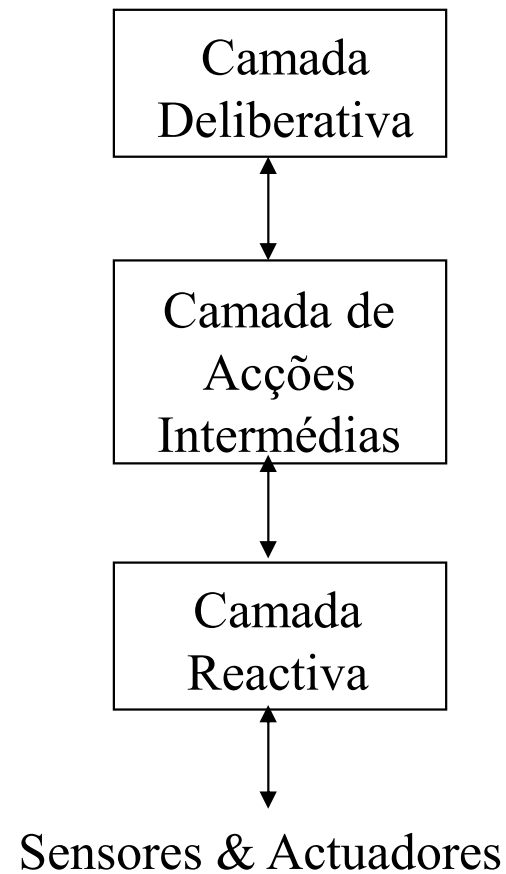 Camada
Deliberativa
Camada de
Acções
Intermédias
Camada
Reactiva
Sensores & Actuadores